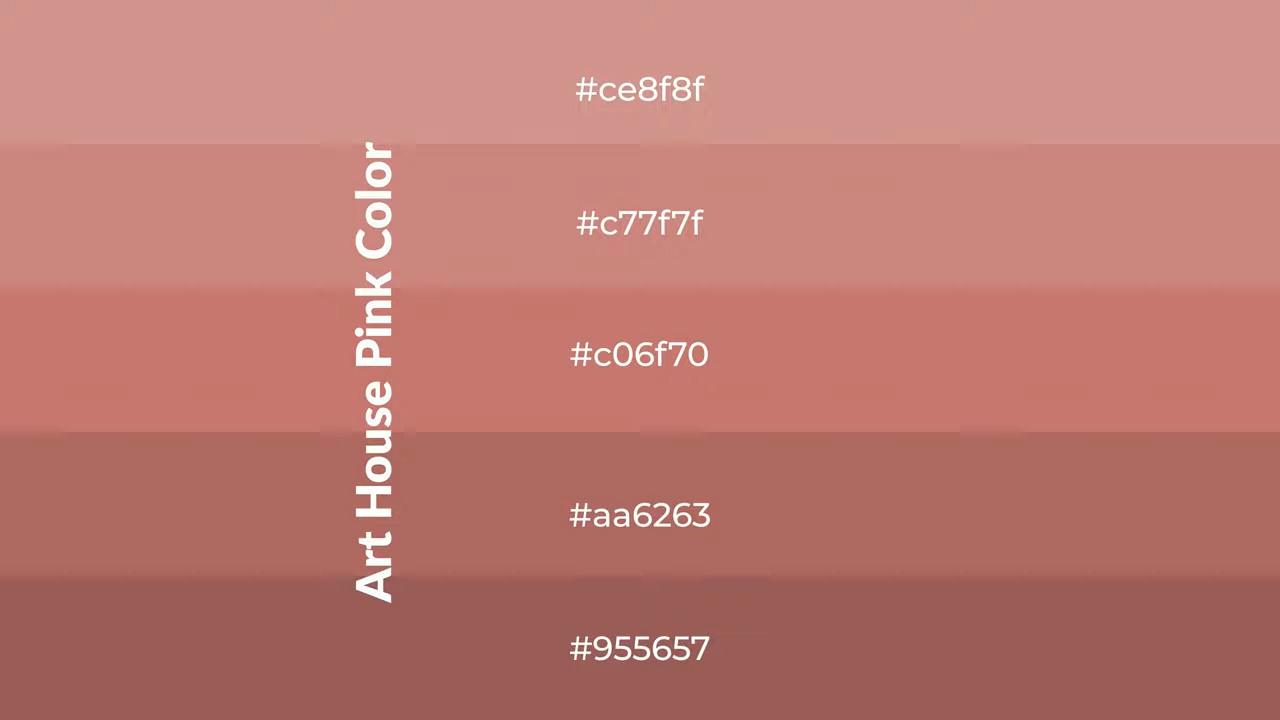 Art House Pink Color
#ce8f8f
#c77f7f
#c06f70
#aa6263
#955657